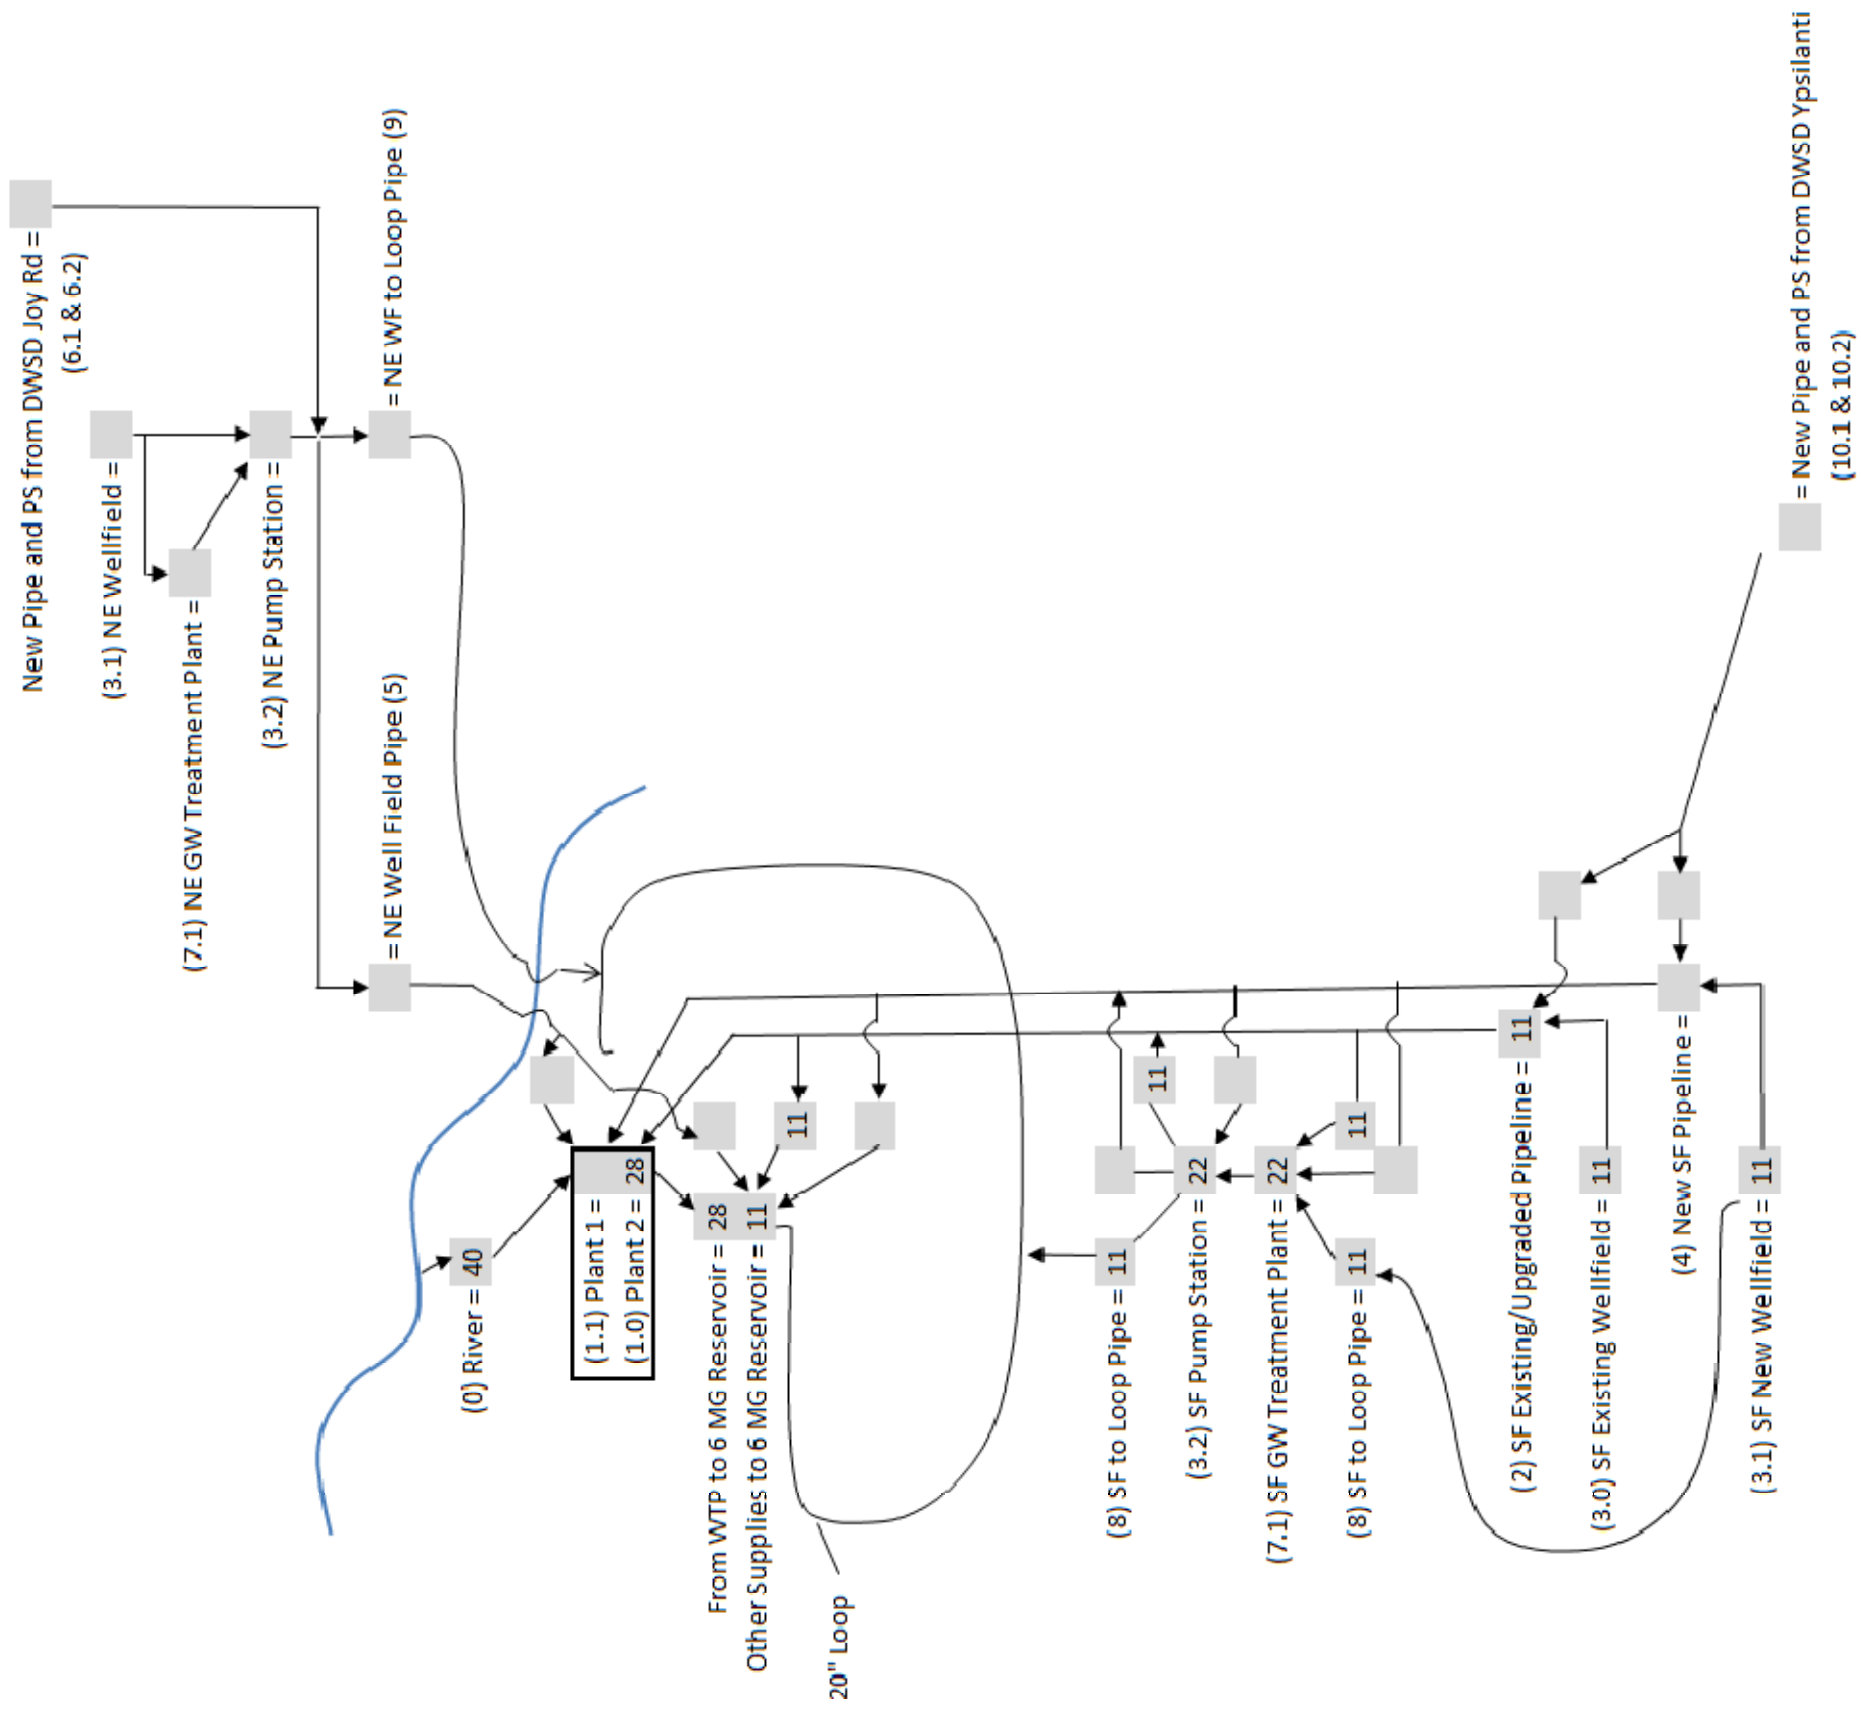 New Pipe and PS from DWSD Joy Rd =
(6.1 & 6.2)
(3.1) NE Wellfield =
(7.1) NE GW Treatment Plant =
(3.2) NE Pump Station =
= NE WF to Loop Pipe (9)
= NE Well Field Pipe (5)
(0) River = 40
(1.1) Plant 1 =
(1.0) Plant 2 = 28
From WTP to 6 MG Reservoir = 28
Other Supplies to 6 MG Reservoir = 11
11
20" Loop
(8) SF to Loop Pipe = 11
11
(3.2) SF Pump Station = 22
(7.1) SF GW Treatment Plant = 22
(8) SF to Loop Pipe = 11
11
(2) SF Existing/Upgraded Pipeline = 11
(3.0) SF Existing Wellfield = 11
(4) New SF Pipeline =
(3.1) SF New Wellfield = 11
= New Pipe and PS from DWSD Ypsilanti
(10.1 & 10.2)